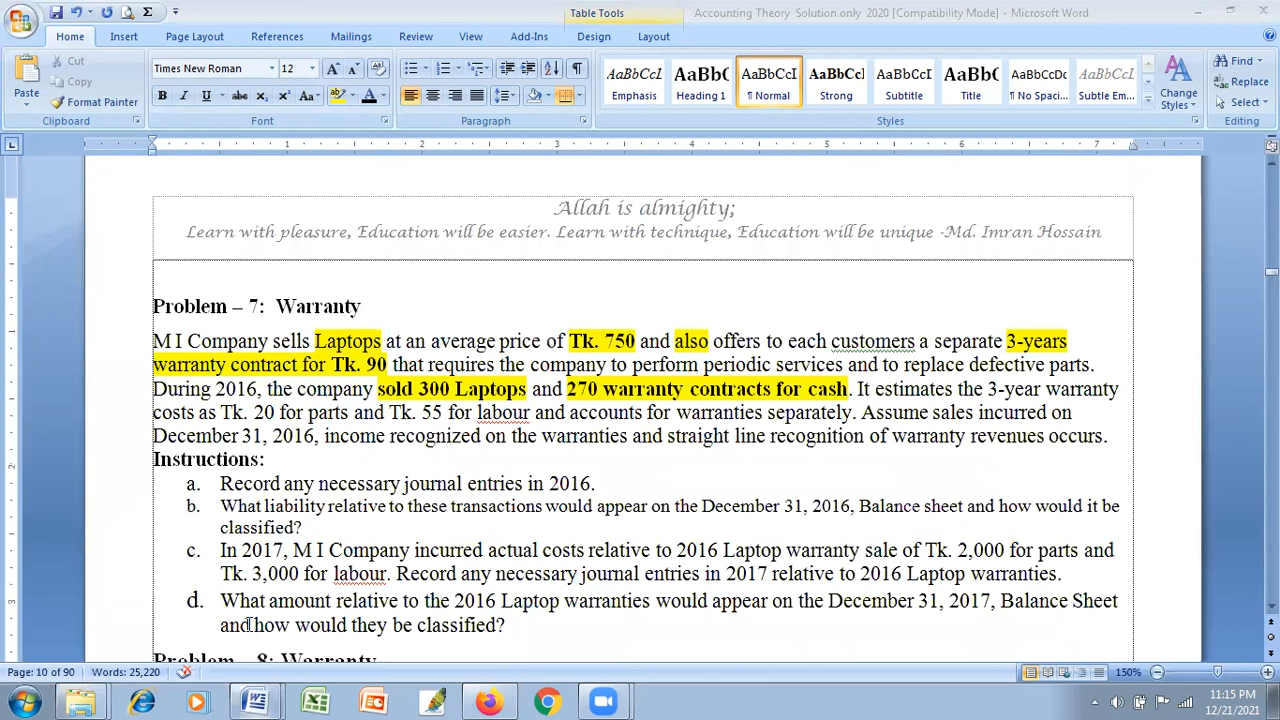 Table Tools
Accounting Theory Solution only 2020 [Compatibility Mode] - Microsoft Word
Home Insert Page Layout References Mailings Review View Add-Ins Design Layout
Paste
Cut
Copy
Format Painter
Clipboard
Times New Roman 12
Font
Paragraph
AaBbCcI AaBbC AaBbCcI AaBbCcI AaBbCcI AaBbC AaBbCcDc AaBbCcI
Emphasis Heading 1 ¶ Normal Strong Subtitle Title ¶ No Spaci... Subtle Em...
Change Styles
Styles
Find
Replace
Select
Editing
1 2 3 4 5 6 7
Allah is almighty;
Learn with pleasure, Education will be easier. Learn with technique, Education will be unique -Md. Imran Hossain
Problem – 7: Warranty
M I Company sells Laptops at an average price of Tk. 750 and also offers to each customers a separate 3-years
warranty contract for Tk. 90 that requires the company to perform periodic services and to replace defective parts.
During 2016, the company sold 300 Laptops and 270 warranty contracts for cash. It estimates the 3-year warranty
costs as Tk. 20 for parts and Tk. 55 for labour and accounts for warranties separately. Assume sales incurred on
December 31, 2016, income recognized on the warranties and straight line recognition of warranty revenues occurs.
Instructions:
a. Record any necessary journal entries in 2016.
b. What liability relative to these transactions would appear on the December 31, 2016, Balance sheet and how would it be
classified?
c. In 2017, M I Company incurred actual costs relative to 2016 Laptop warranty sale of Tk. 2,000 for parts and
Tk. 3,000 for labour. Record any necessary journal entries in 2017 relative to 2016 Laptop warranties.
d. What amount relative to the 2016 Laptop warranties would appear on the December 31, 2017, Balance Sheet
and how would they be classified?
Problem – 8: Warranty
Page: 10 of 90 Words: 25,220 150%
11:15 PM
12/21/2021